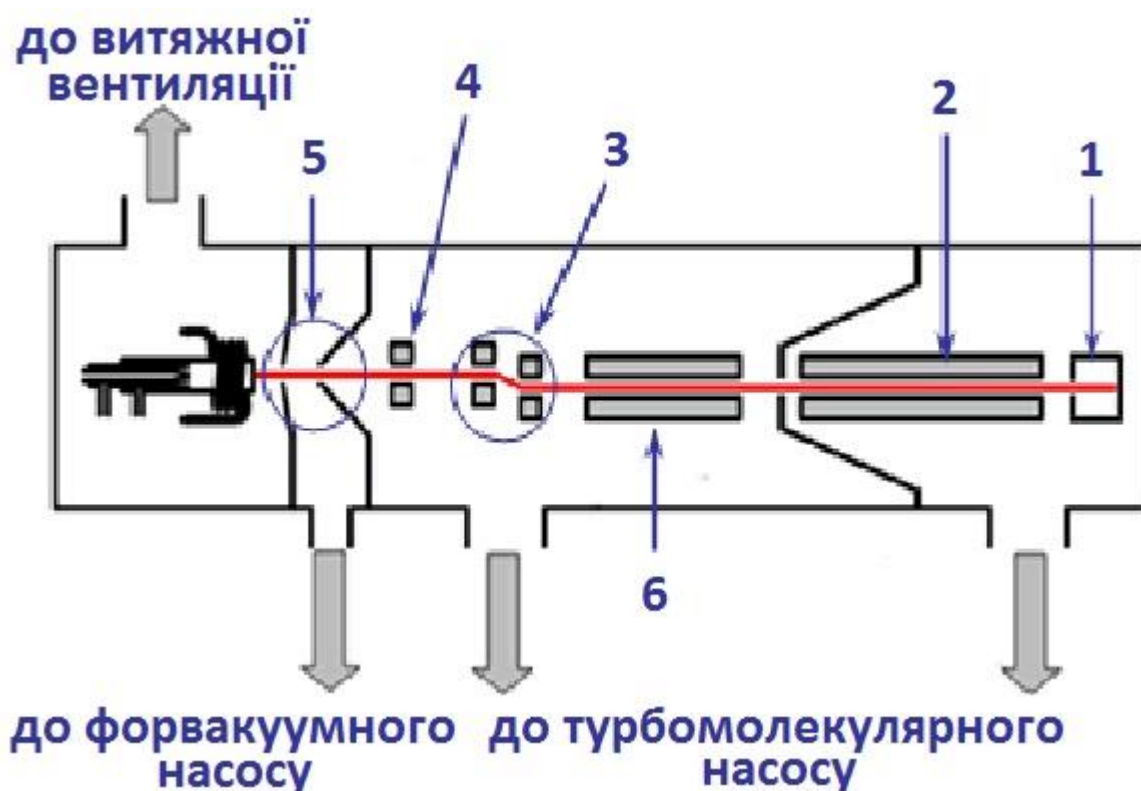 до витяжної
вентиляції
4
2
5
3
1
6
до форвакуумного
насосу
до турбомолекулярного
насосу